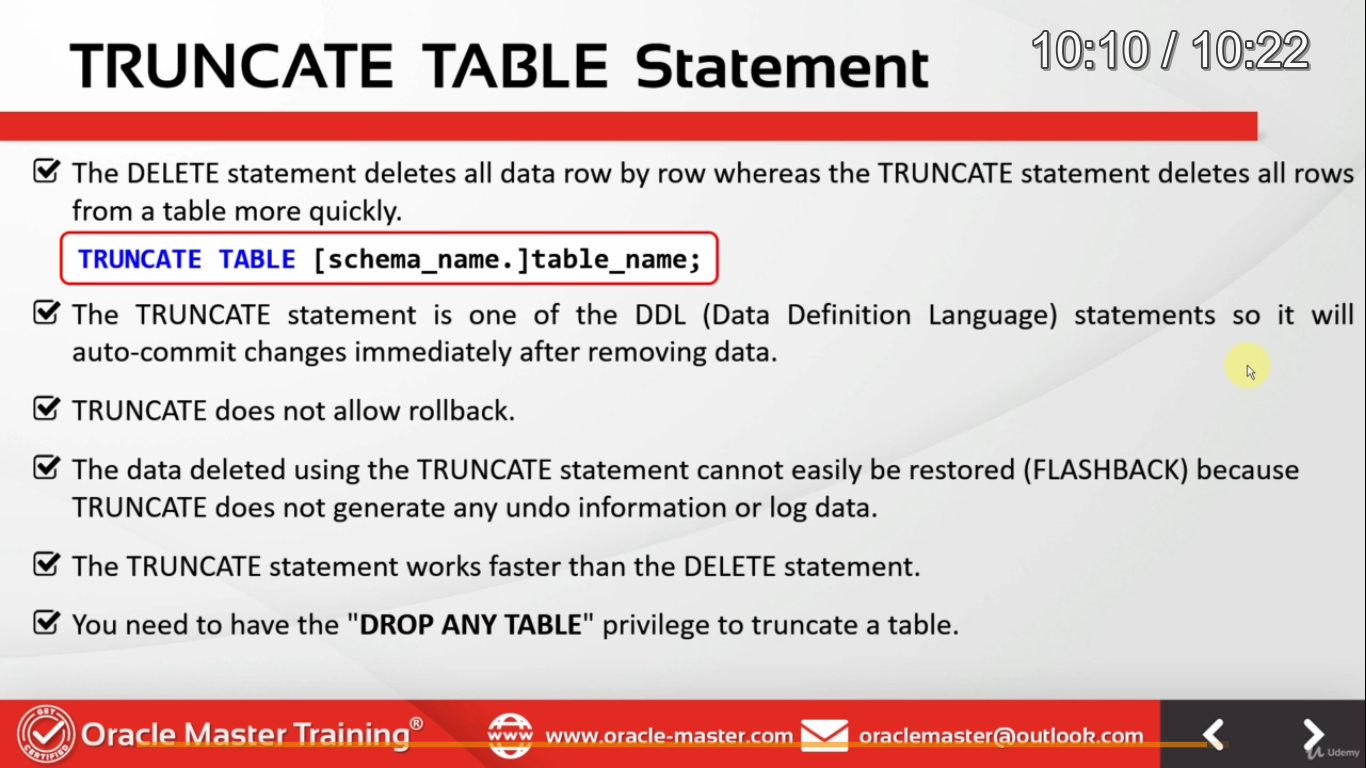 TRUNCATE TABLE Statement
10:10 / 10:22
The DELETE statement deletes all data row by row whereas the TRUNCATE statement deletes all rows
from a table more quickly.
TRUNCATE TABLE [schema_name.]table_name;
The TRUNCATE statement is one of the DDL (Data Definition Language) statements so it will
auto-commit changes immediately after removing data.
TRUNCATE does not allow rollback.
The data deleted using the TRUNCATE statement cannot easily be restored (FLASHBACK) because
TRUNCATE does not generate any undo information or log data.
The TRUNCATE statement works faster than the DELETE statement.
You need to have the "DROP ANY TABLE" privilege to truncate a table.
GET CERTIFIED
Oracle Master Training®
www
www.oracle-master.com
oraclemaster@outlook.com
Udemy